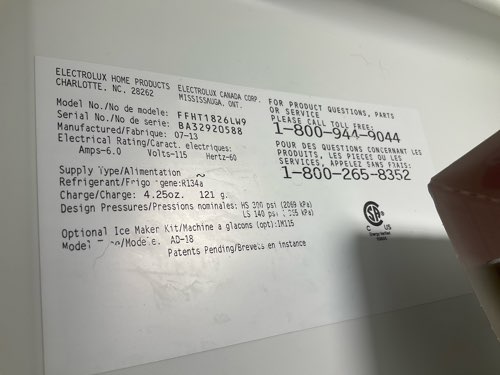 ELECTROLUX HOME PRODUCTS
CHARLOTTE, NC. 28262
ELECTROLUX CANADA CORP.
MISSISSAUGA, ONT.
Model No./No de modele: FFHT1826LW9
Serial No./No de serie: BA32920588
Manufactured/Fabrique: 07-13
Electrical Rating/Caract. electriques:
Amps-6.0 Volts-115 Hertz-60
Supply Type/Alimentation ~
Refrigerant/Frigo gene:R134a
Charge/Charge: 4.25oz. 121 g.
Design Pressures/Pressions nominales: HS 300 psi (2069 kPa)
LS 140 psi kPa)
Optional Ice Maker Kit/Machine a glacons (opt):IM115
Model /Modele: AD-18
Patents Pending/Brevets en instance
FOR PRODUCT QUESTIONS, PARTS
OR SERVICE
PLEASE CALL TOLL FREE:
1-800-944-9044
POUR DES QUESTIONS CONCERNANT LES
PRODUITS, LES PIECES OU LES
SERVICES, APPELEZ SANS FRAIS:
1-800-265-8352
Energy Verified